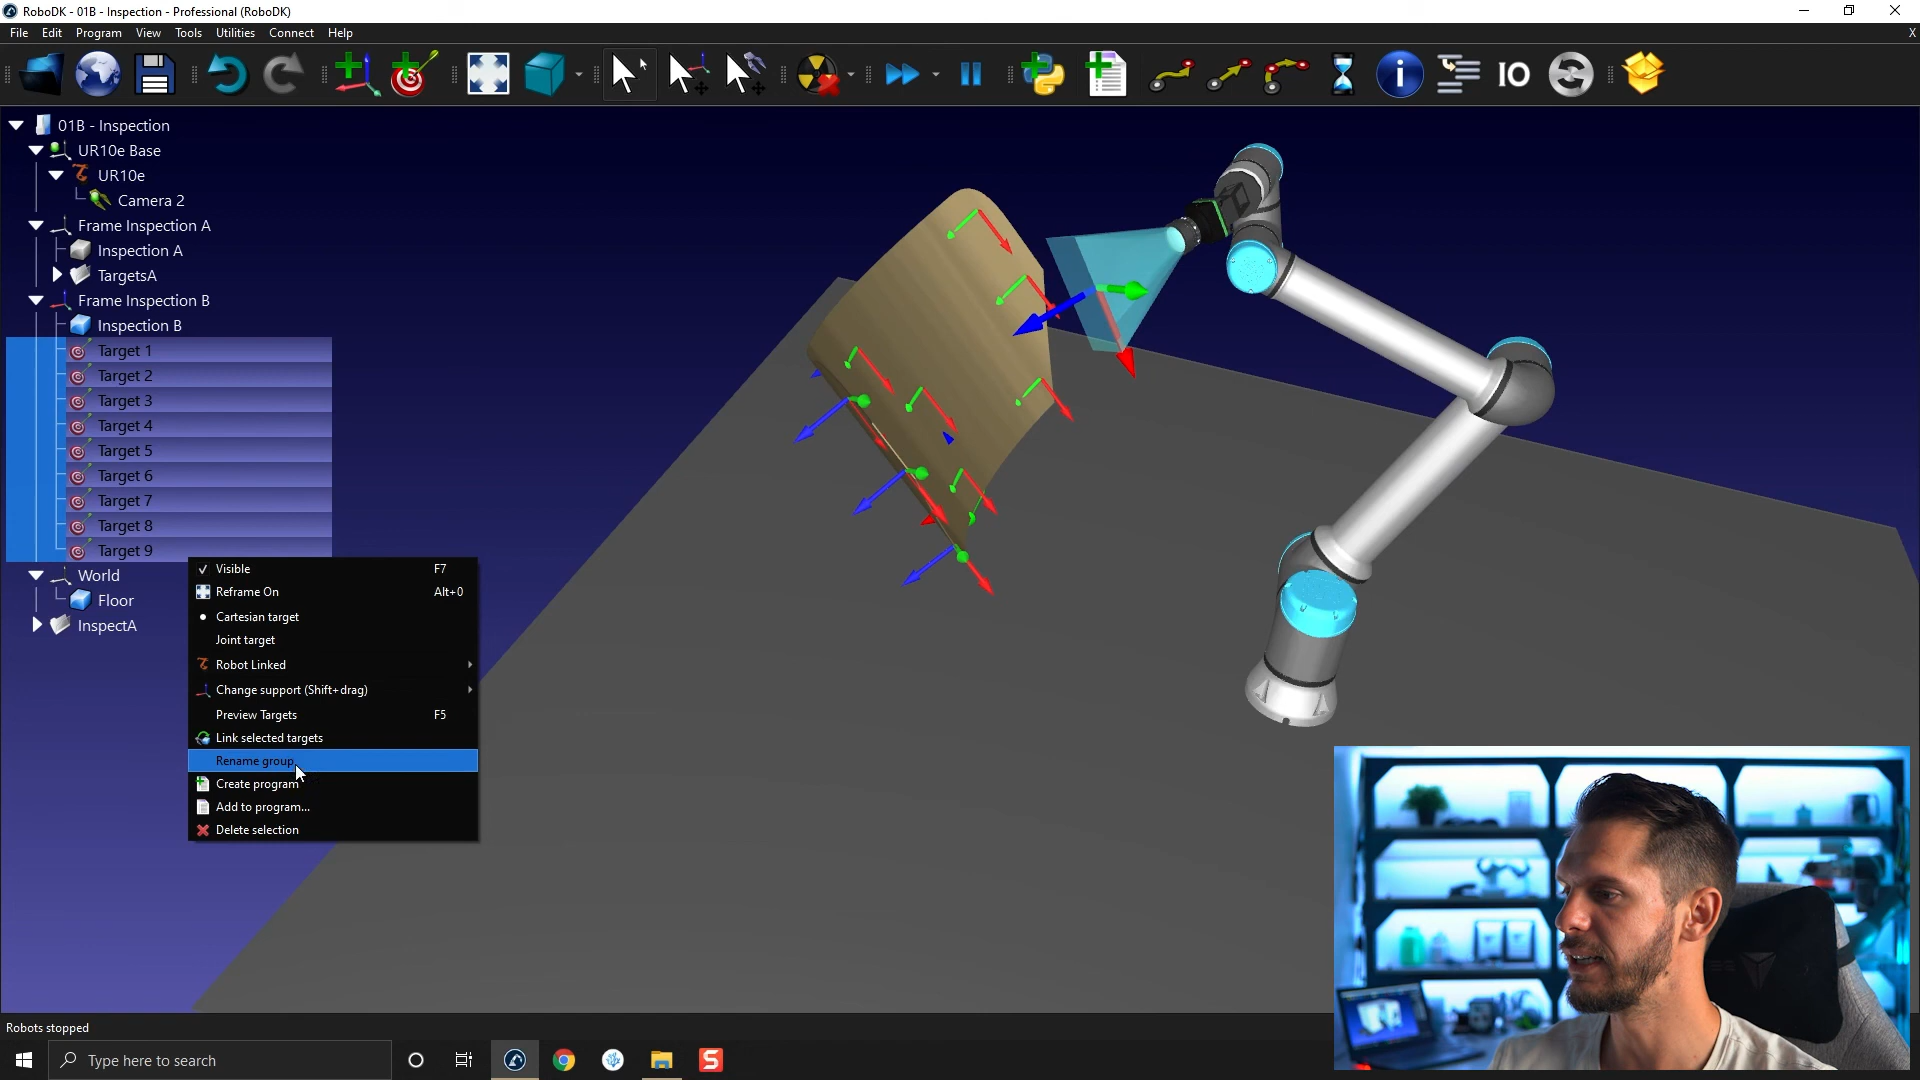 RoboDK - 01B - Inspection - Professional (RoboDK)
File Edit Program View Tools Utilities Connect Help
X
IO
01B - Inspection
UR10e Base
UR10e
Camera 2
Frame Inspection A
Inspection A
TargetsA
Frame Inspection B
Inspection B
Target 1
Target 2
Target 3
Target 4
Target 5
Target 6
Target 7
Target 8
Target 9
World
Floor
InspectA
Visible F7
Reframe On Alt+0
Cartesian target
Joint target
Robot Linked
Change support (Shift+drag)
Preview Targets F5
Link selected targets
Rename group
Create program
Add to program...
Delete selection
Robots stopped
Type here to search
S